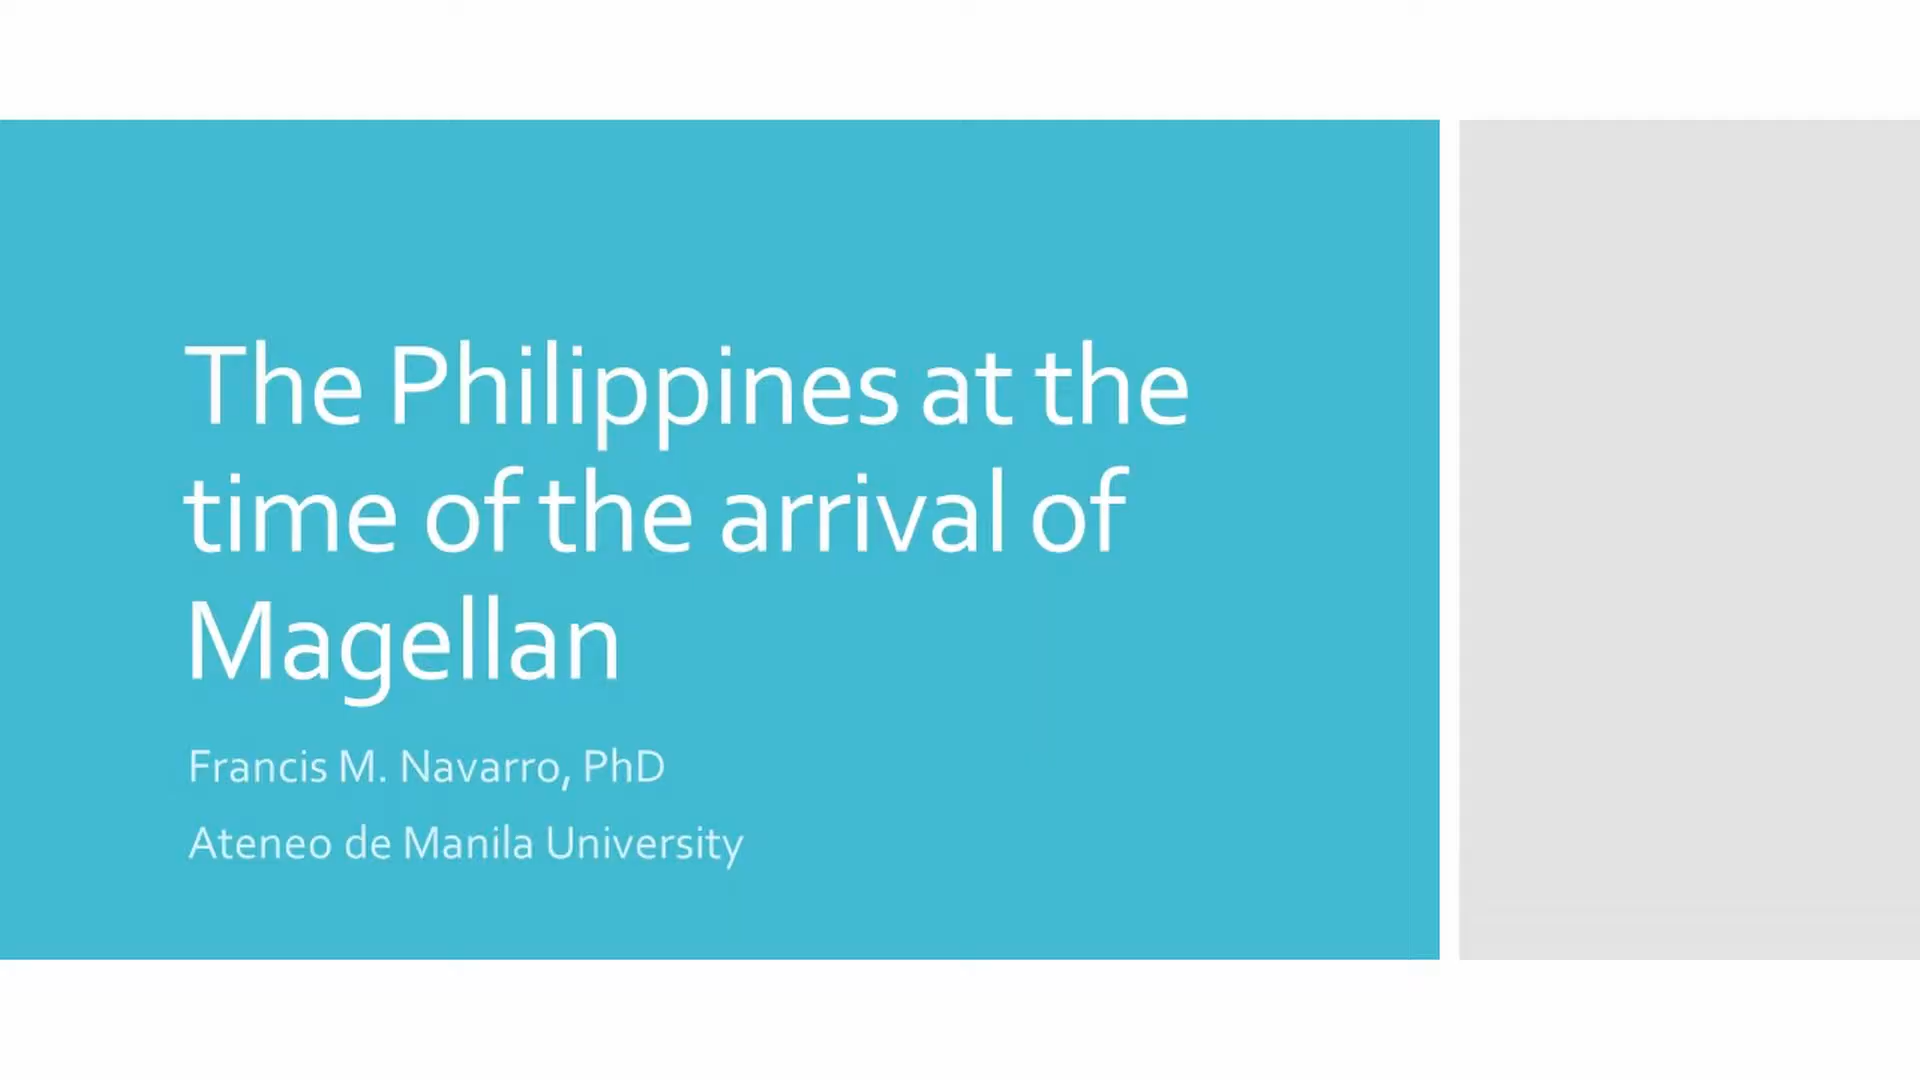 The Philippines at the
time of the arrival of
Magellan
Francis M. Navarro, PhD
Ateneo de Manila University